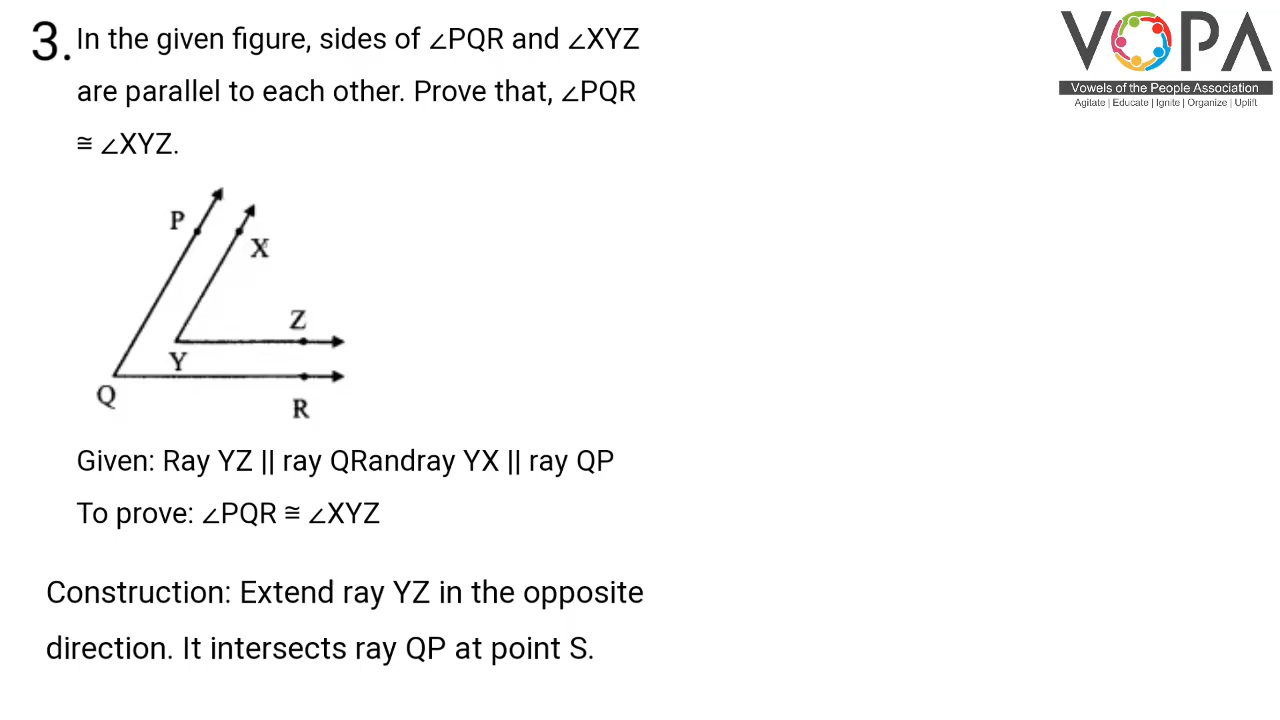 3. In the given figure, sides of ∠PQR and ∠XYZ
are parallel to each other. Prove that, ∠PQR
≅ ∠XYZ.
VOPA
Vowels of the People Association
Agitate | Educate | Ignite | Organize | Uplift
P
X
Z
Y
Q
R
Given: Ray YZ || ray QRandray YX || ray QP
To prove: ∠PQR ≅ ∠XYZ
Construction: Extend ray YZ in the opposite
direction. It intersects ray QP at point S.